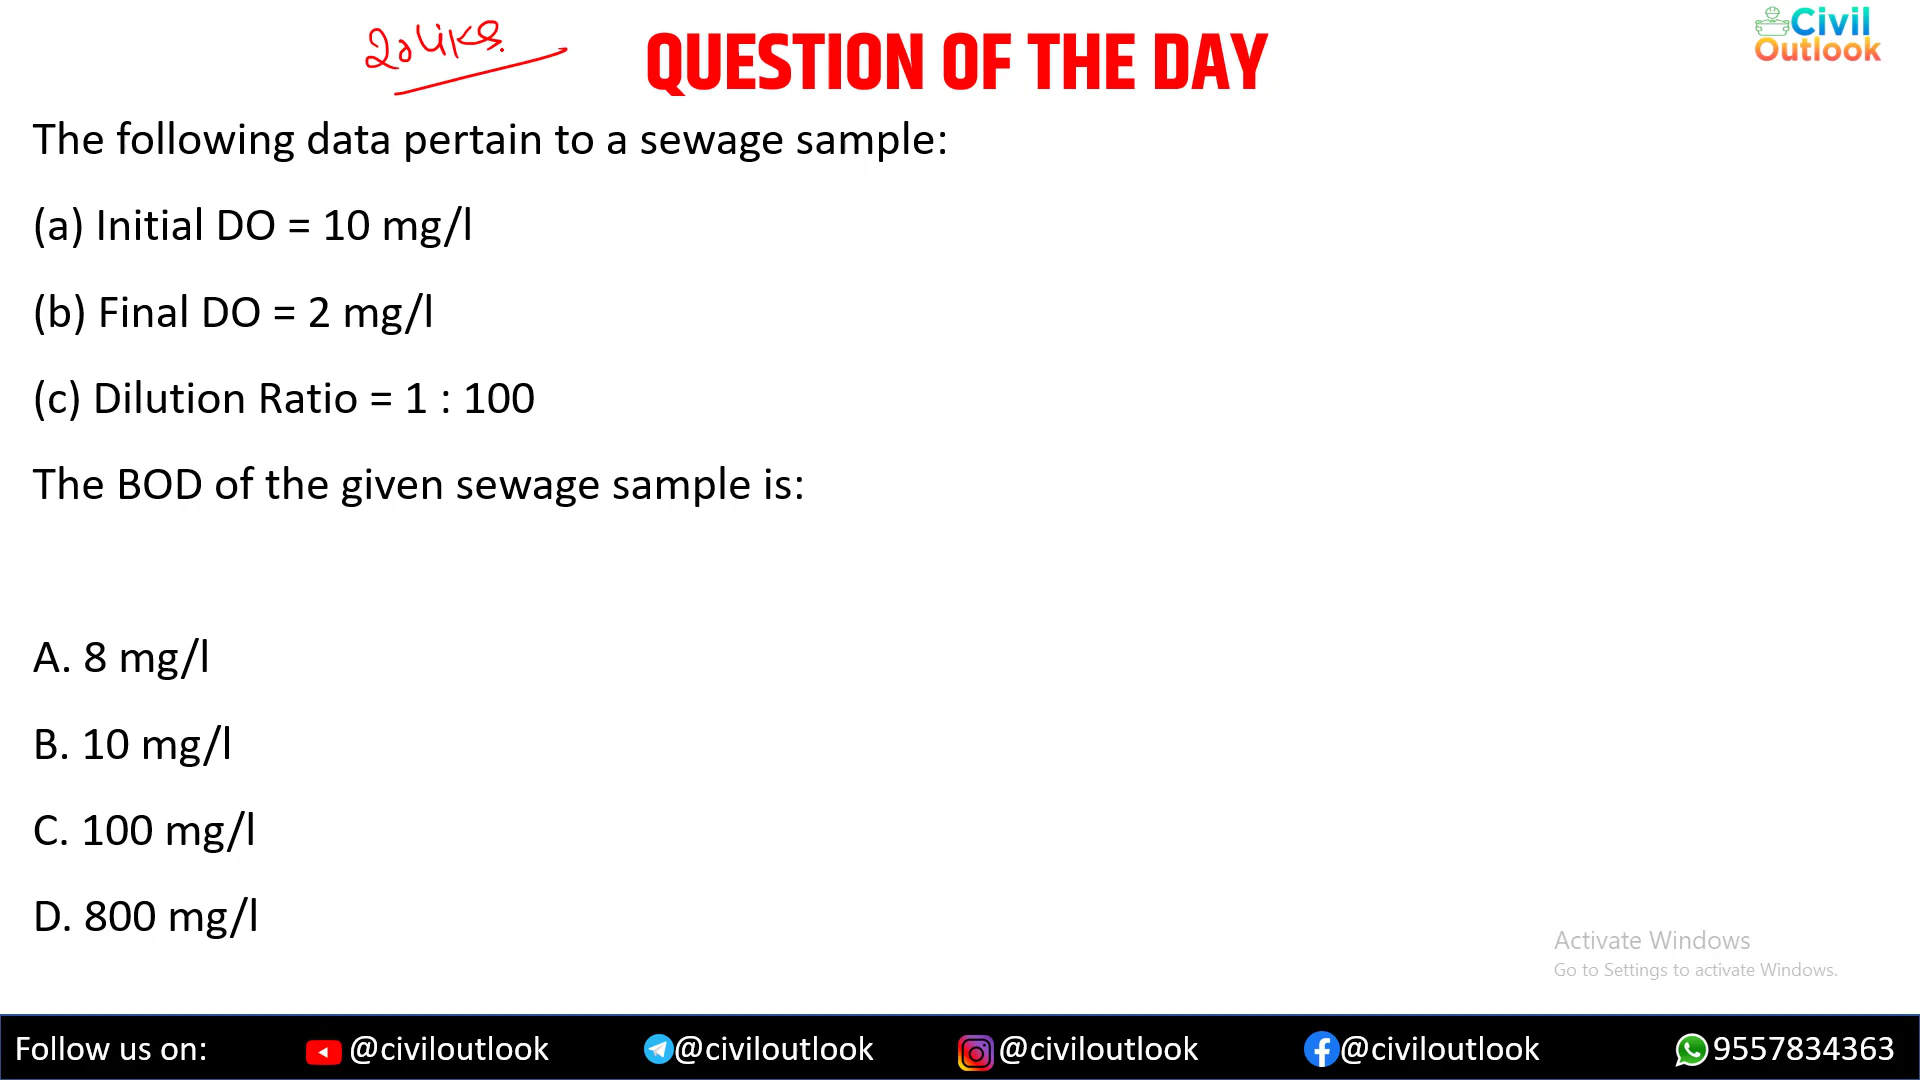 20 Likes.
QUESTION OF THE DAY
Civil
Outlook
The following data pertain to a sewage sample:
(a) Initial DO = 10 mg/l
(b) Final DO = 2 mg/l
(c) Dilution Ratio = 1 : 100
The BOD of the given sewage sample is:
A. 8 mg/l
B. 10 mg/l
C. 100 mg/l
D. 800 mg/l
Activate Windows
Go to Settings to activate Windows.
Follow us on: @civiloutlook @civiloutlook @civiloutlook @civiloutlook 9557834363